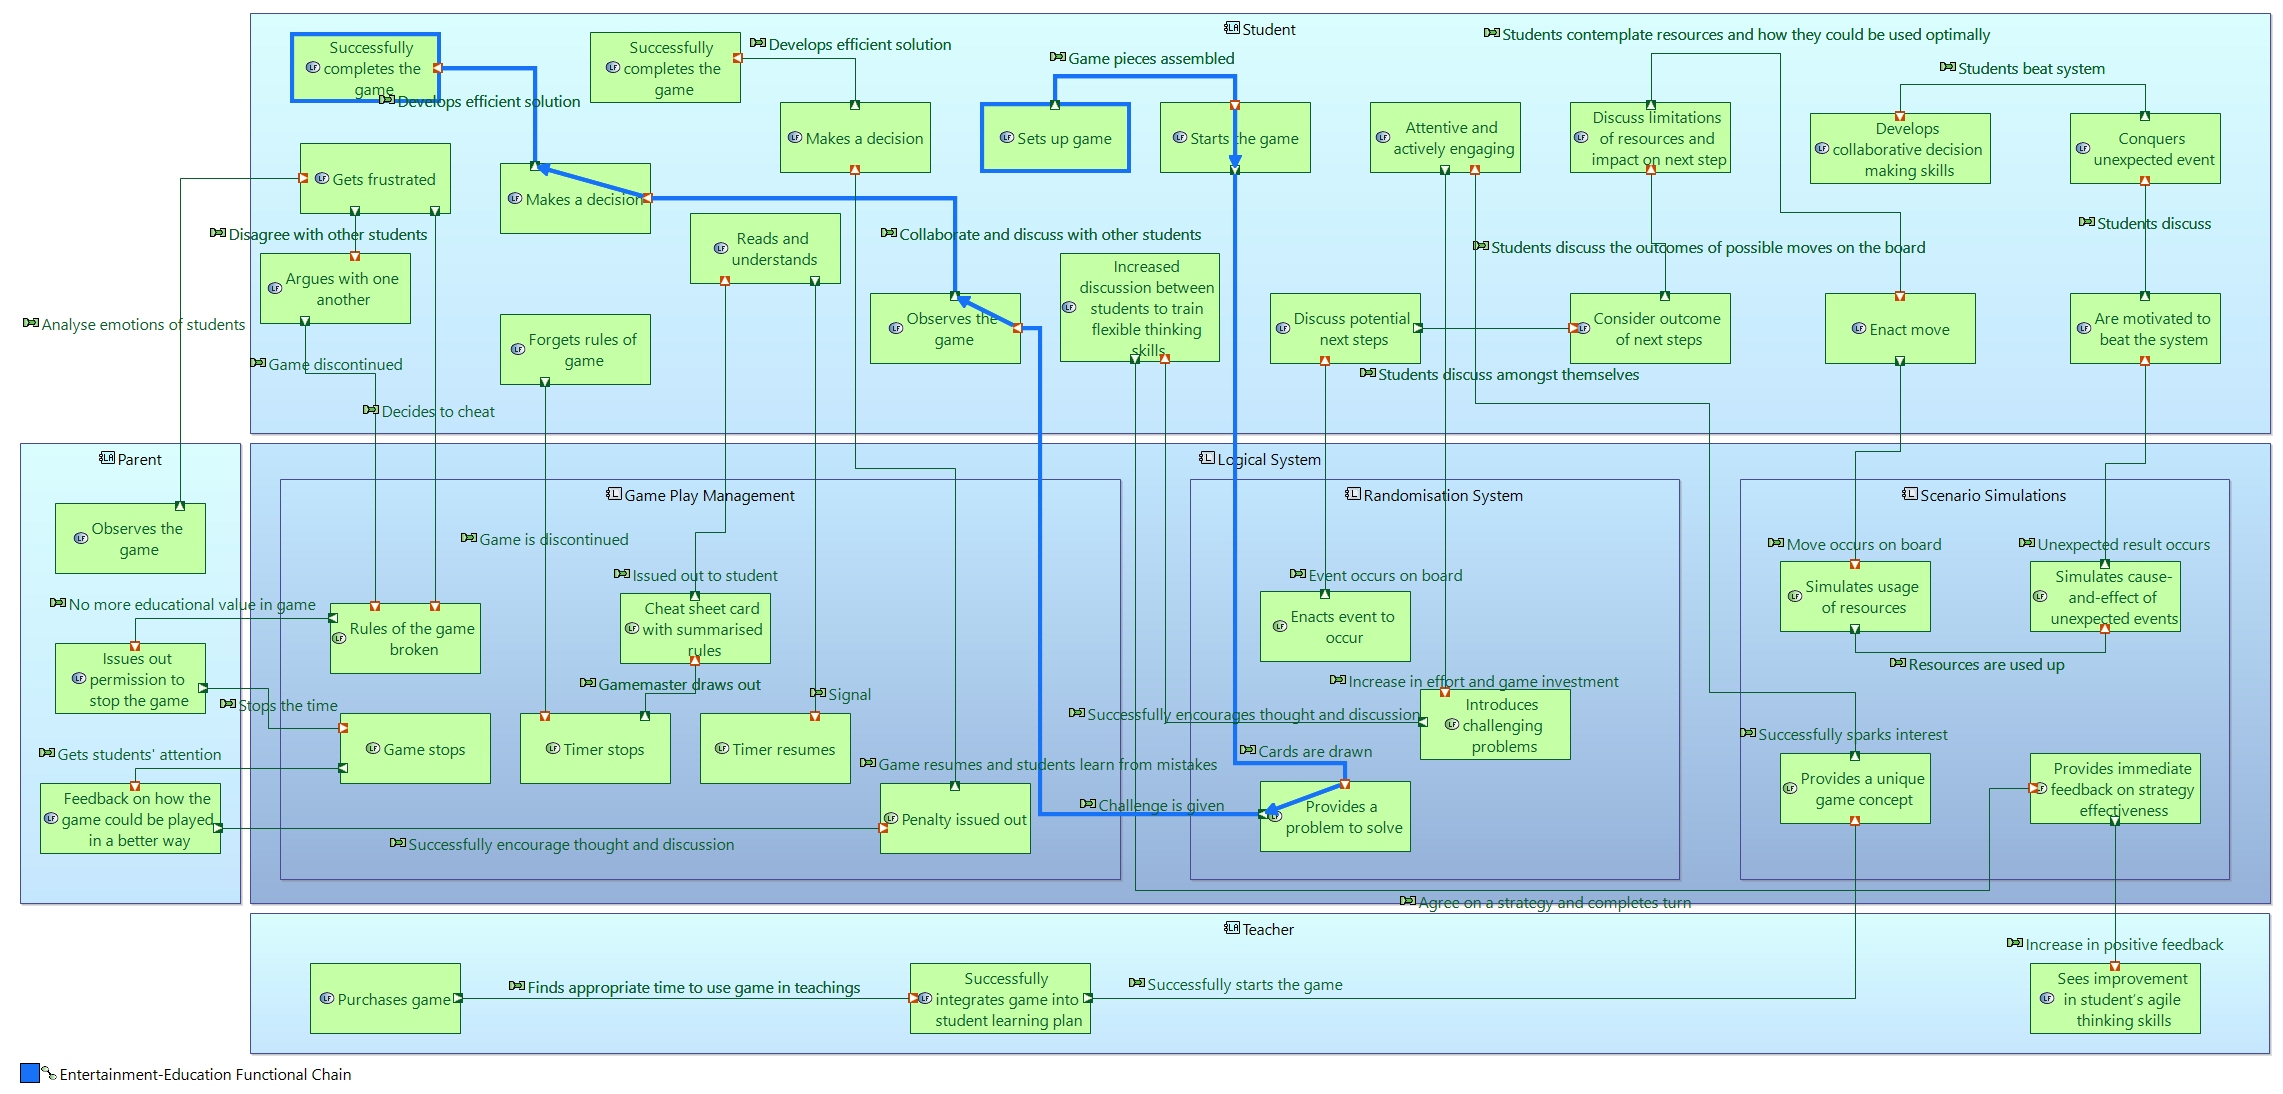 Student
Successfully
completes the
game
Develops efficient solution
Successfully
completes the
game
Develops efficient solution
Makes a decision
Game pieces assembled
Sets up game
Starts the game
Attentive and
actively engaging
Students contemplate resources and how they could be used optimally
Discuss limitations
of resources and
impact on next step
Students beat system
Develops
collaborative decision
making skills
Conquers
unexpected event
Gets frustrated
Makes a decision
Disagree with other students
Reads and
understands
Collaborate and discuss with other students
Students discuss the outcomes of possible moves on the board
Students discuss
Argues with one
another
Increased
discussion between
students to train
flexible thinking
skills
Analyse emotions of students
Forgets rules of
game
Observes the
game
Discuss potential
next steps
Consider outcome
of next steps
Enact move
Are motivated to
beat the system
Game discontinued
Students discuss amongst themselves
Decides to cheat
Parent
Logical System
Game Play Management
Randomisation System
Scenario Simulations
Observes the
game
Game is discontinued
Move occurs on board
Unexpected result occurs
Issued out to student
Event occurs on board
No more educational value in game
Rules of the game
broken
Cheat sheet card
with summarised
rules
Enacts event to
occur
Simulates usage
of resources
Simulates cause-
and-effect of
unexpected events
Issues out
permission to
stop the game
Gamemaster draws out
Signal
Increase in effort and game investment
Resources are used up
Stops the time
Successfully encourages thought and discussion
Introduces
challenging
problems
Game stops
Timer stops
Timer resumes
Cards are drawn
Successfully sparks interest
Gets students' attention
Game resumes and students learn from mistakes
Feedback on how the
game could be played
in a better way
Penalty issued out
Challenge is given
Provides a
problem to solve
Provides a unique
game concept
Provides immediate
feedback on strategy
effectiveness
Successfully encourage thought and discussion
Agree on a strategy and completes turn
Teacher
Increase in positive feedback
Purchases game
Finds appropriate time to use game in teachings
Successfully
integrates game into
student learning plan
Successfully starts the game
Sees improvement
in student's agile
thinking skills
Entertainment-Education Functional Chain